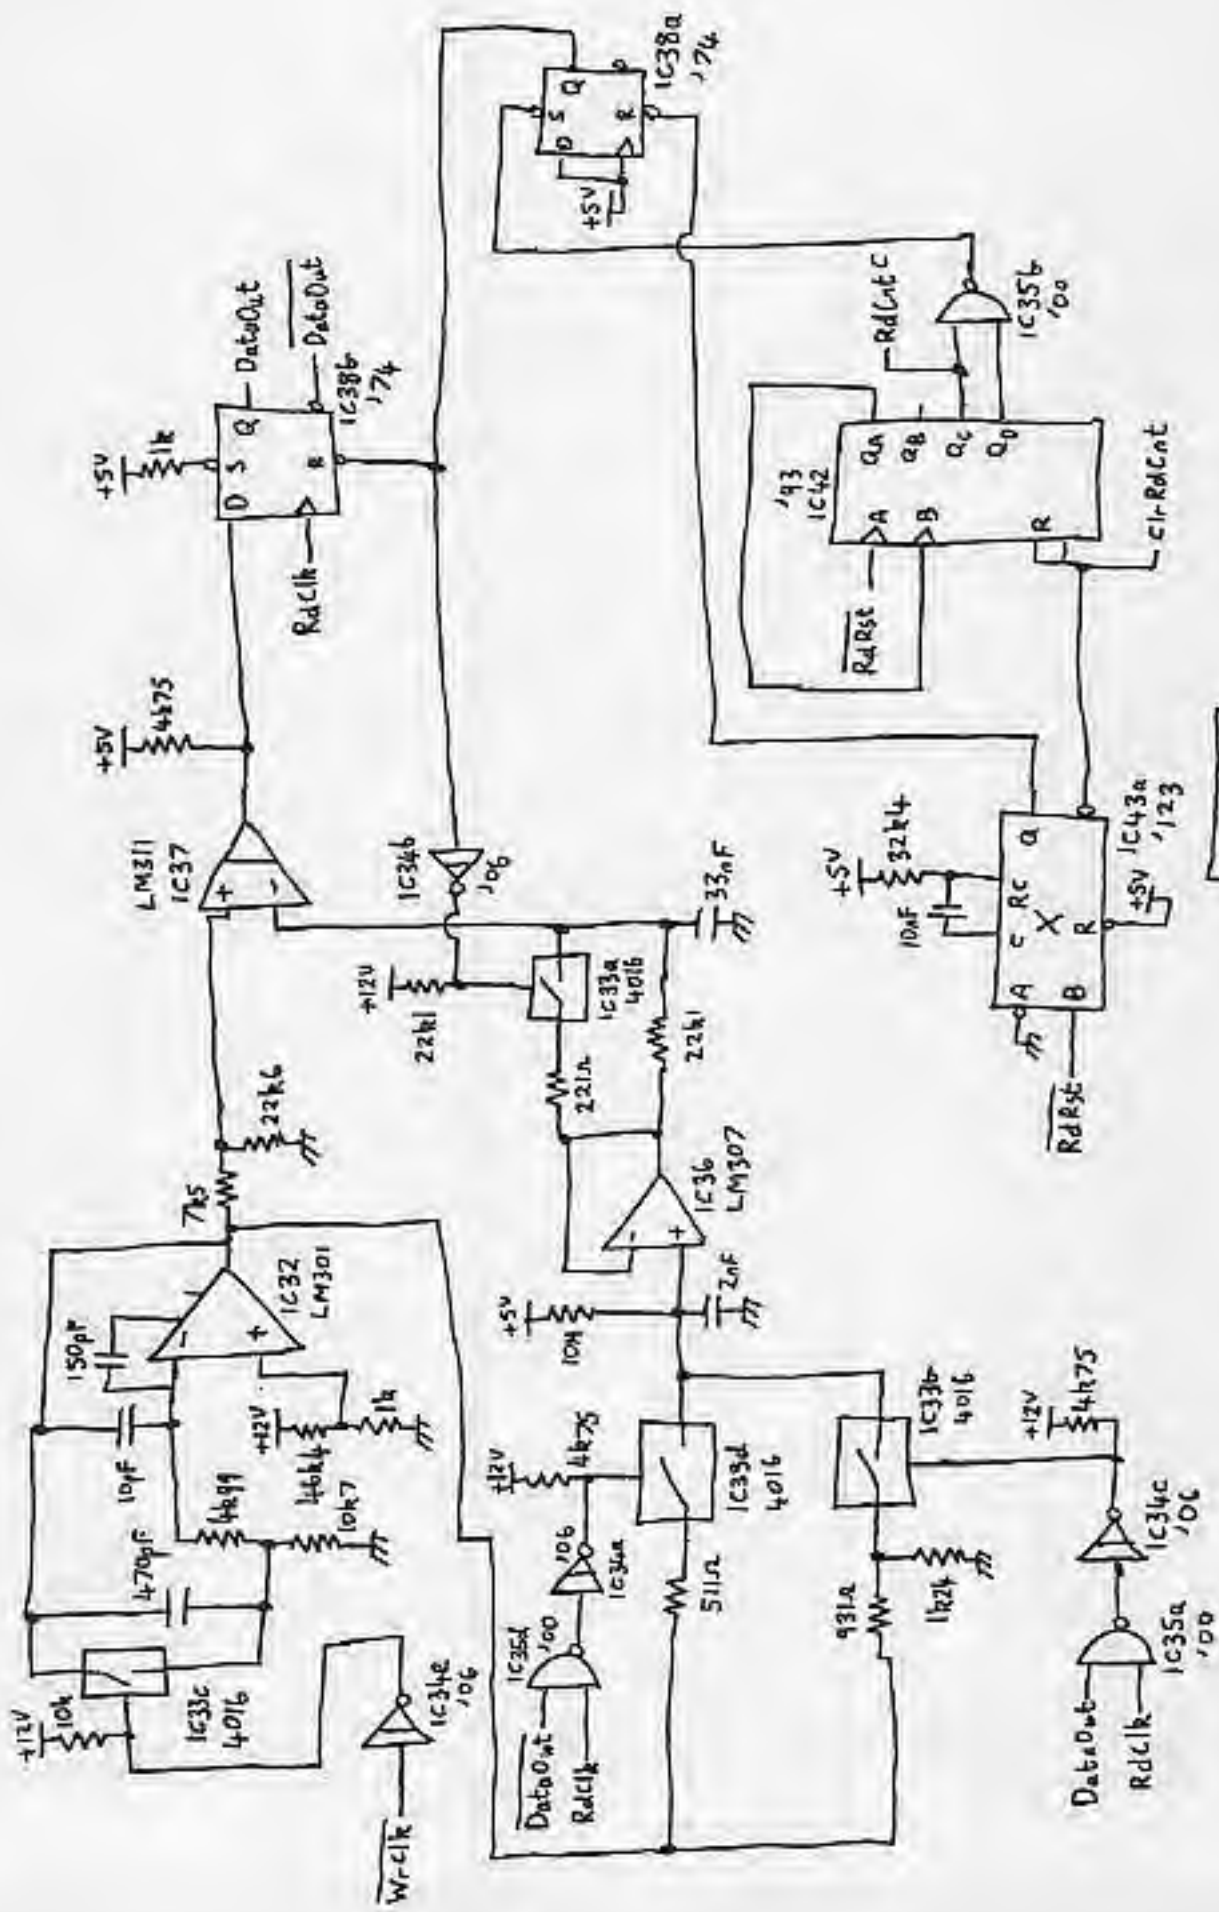 +12V
10k
IC33c
4016
470pF
10pF
150pF
4k99
10k7
+12V
46k4
1k
-
+
IC32
LM301
7k5
22k6
LM311
IC37
+
-
+5V
4k75
+5V
1k
D
S
Q
R
DataOut
DataOut
IC38b
'74
RdClk
WrClk
IC34e
'06
DataOut
RdClk
IC35d
'00
'06
IC34a
+12V
4k75
IC33d
4016
511Ω
+5V
10M
2nF
-
+
IC36
LM307
221Ω
22k1
+12V
22k1
IC34b
'06
IC33a
4016
33nF
931Ω
1k24
IC33b
4016
+12V
4k75
DataOut
RdClk
IC35a
'00
IC34c
'06
RdRst
A
B
C
RC
X
R
Q
+5V
IC43a
'123
10nF
+5V
32k4
RdRst
'93
IC42
A
B
R
QA
QB
QC
QD
ClrRdCnt
RdCntC
IC35b
'00
+5V
D
S
Q
R
IC38a
'74